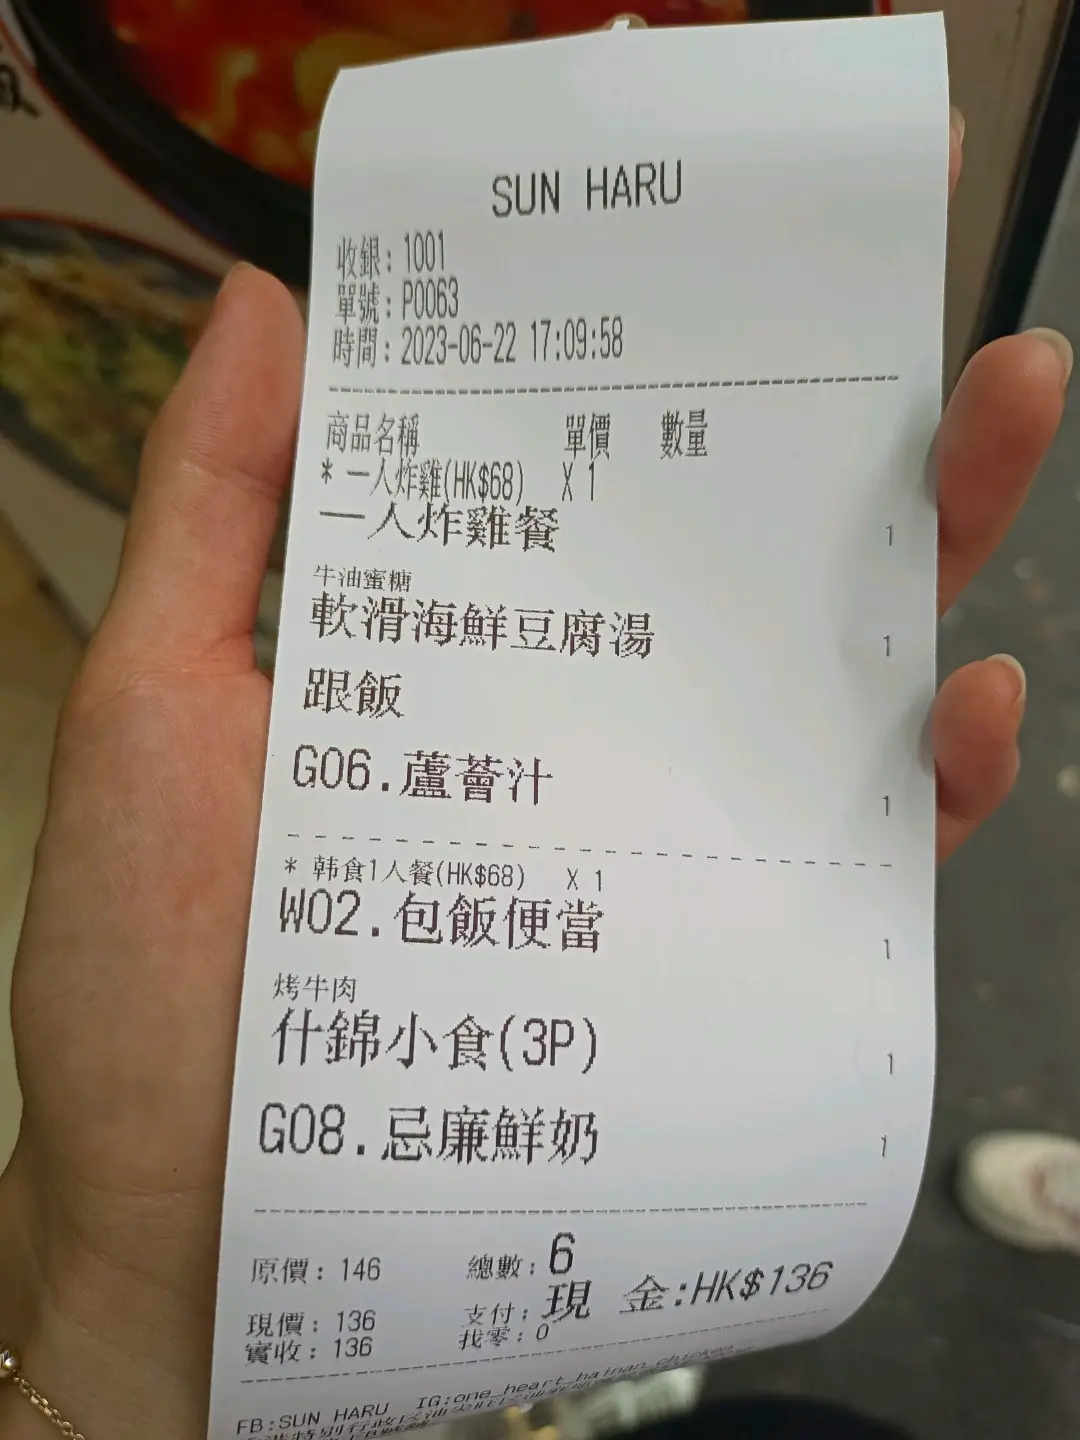 SUN HARU
收銀: 1001
單號: P0063
時間: 2023-06-22 17:09:58
商品名稱 單價 數量
* 一人炸雞(HK$68) X 1
一人炸雞餐 1
牛油蜜糖
軟滑海鮮豆腐湯 1
跟飯
G06.蘆薈汁 1
* 韩食1人餐(HK$68) X 1
W02.包飯便當 1
烤牛肉
什錦小食(3P) 1
G08.忌廉鮮奶 1
原價: 146 總數: 6
現價: 136 支付: 現 金:HK$136
實收: 136 找零: 0
FB:SUN HARU IG:one_heart_hainan_chicken